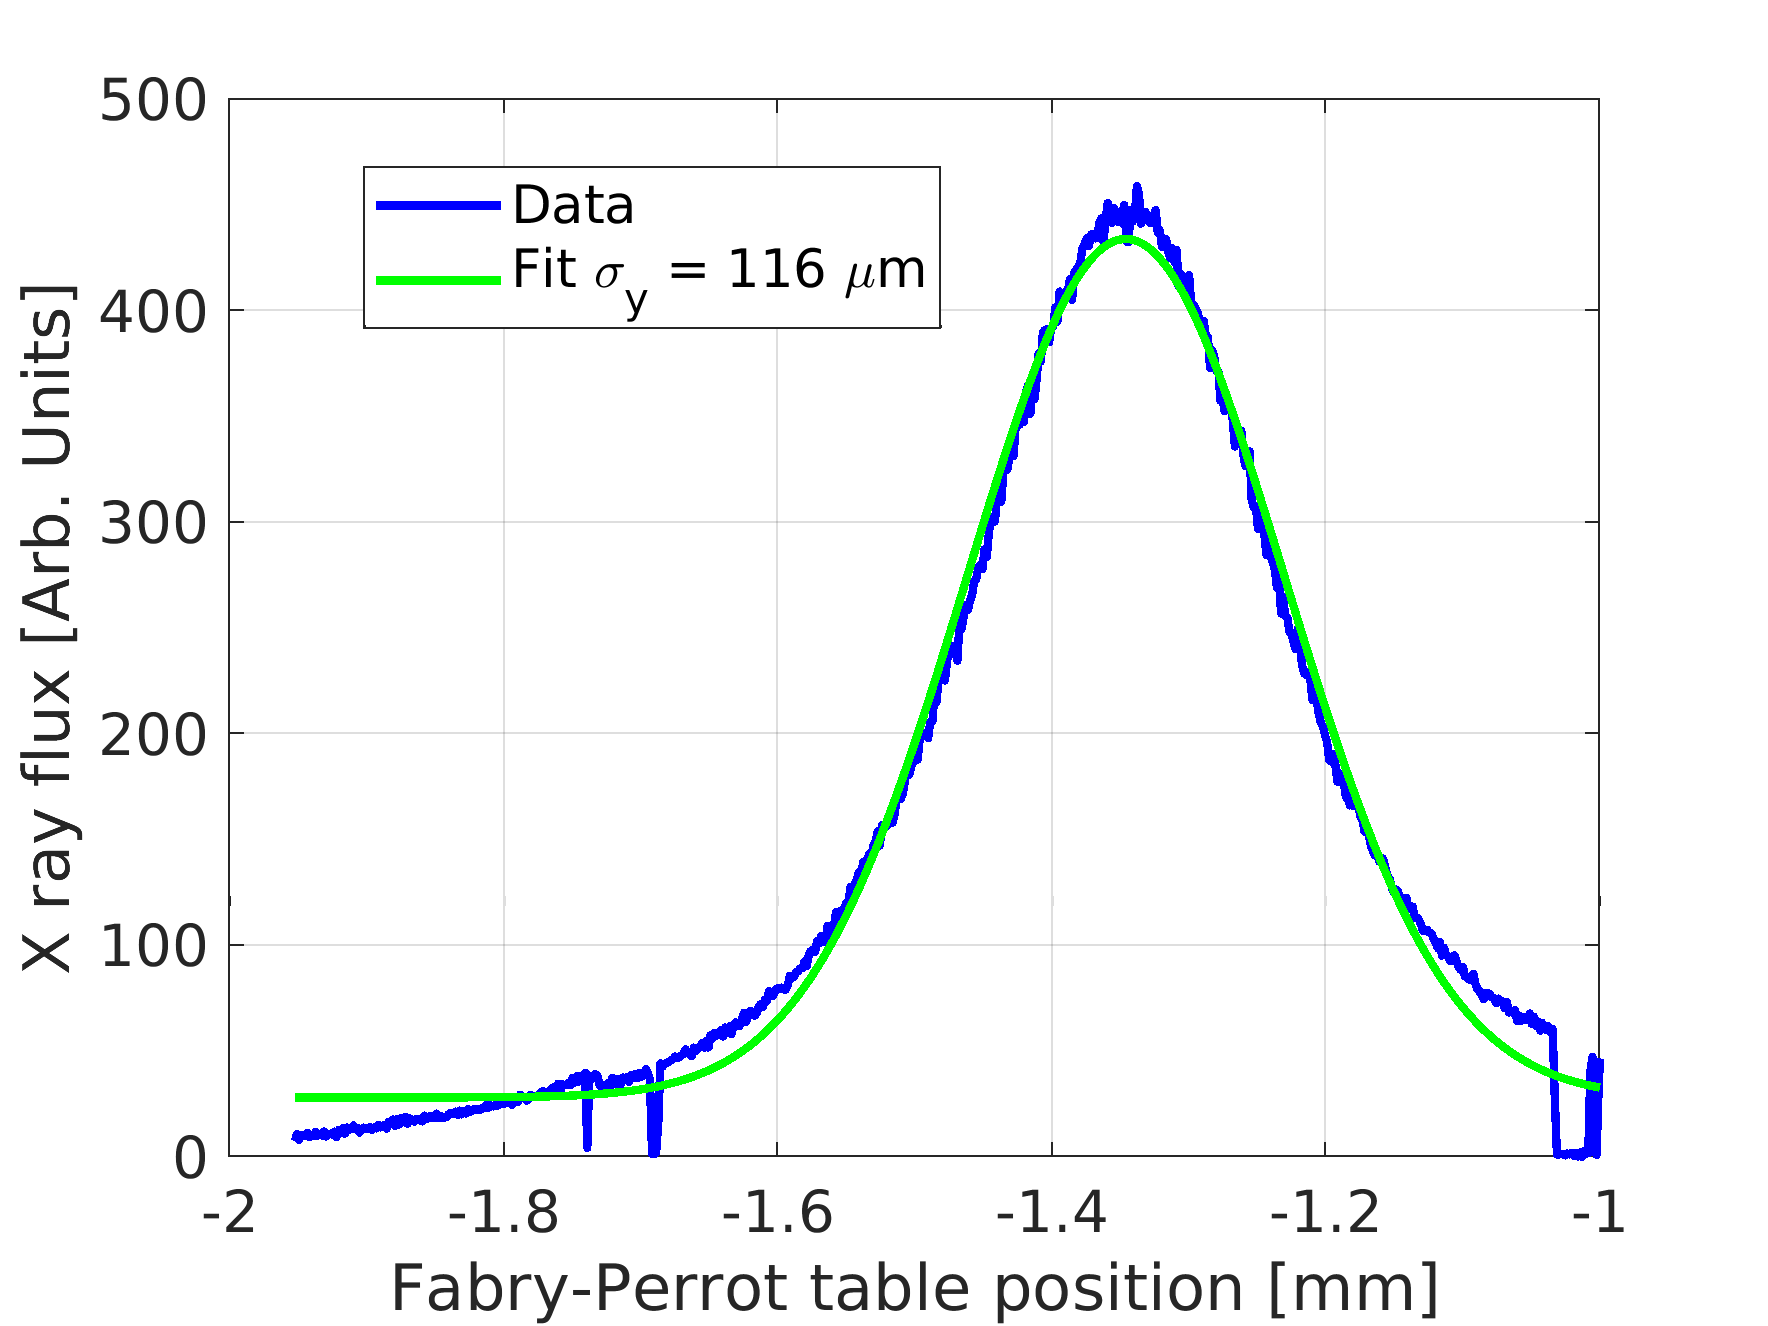 500
400
300
200
100
0
X ray flux [Arb. Units]
Data
Fit σy = 116 μm
-2 -1.8 -1.6 -1.4 -1.2 -1
Fabry-Perrot table position [mm]